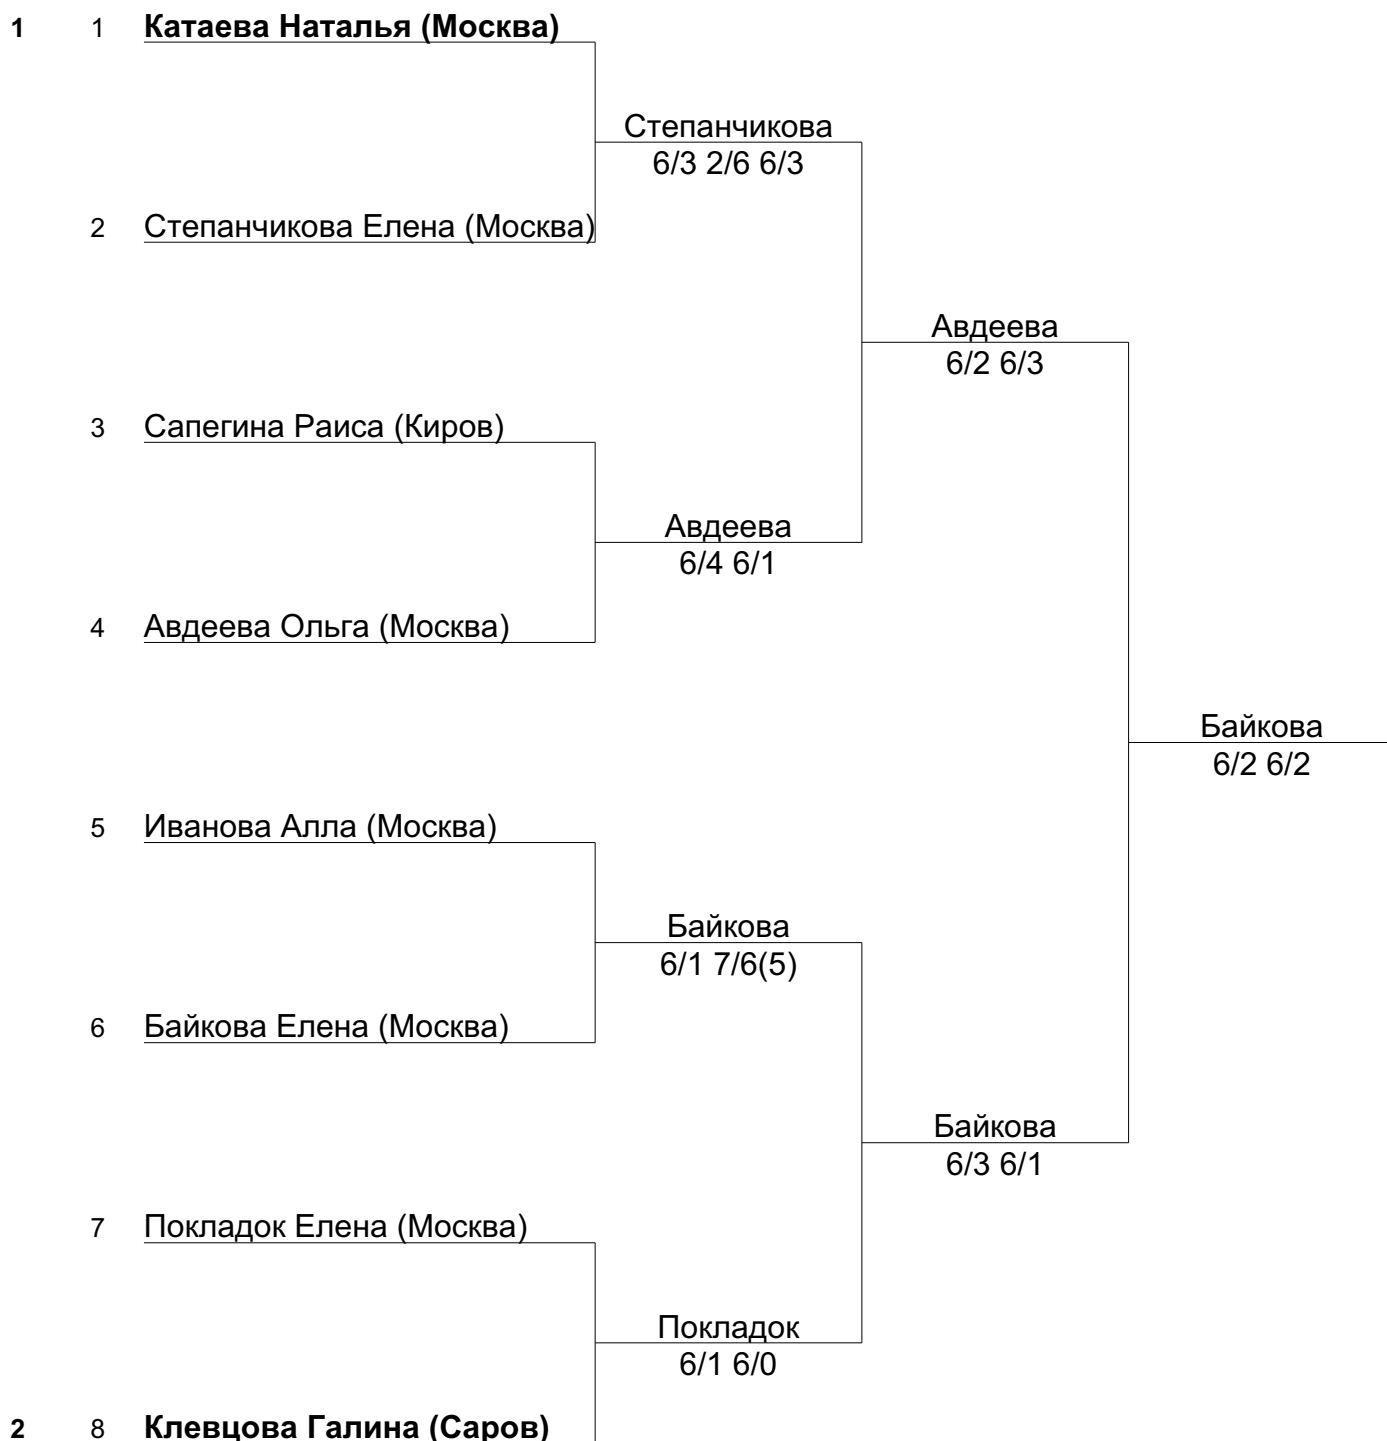 1 1 Катаева Наталья (Москва)
Степанчикова
6/3 2/6 6/3
2 Степанчикова Елена (Москва)
Авдеева
6/2 6/3
3 Сапегина Раиса (Киров)
Авдеева
6/4 6/1
4 Авдеева Ольга (Москва)
Байкова
6/2 6/2
5 Иванова Алла (Москва)
Байкова
6/1 7/6(5)
6 Байкова Елена (Москва)
Байкова
6/3 6/1
7 Покладок Елена (Москва)
Покладок
6/1 6/0
2 8 Клевцова Галина (Саров)